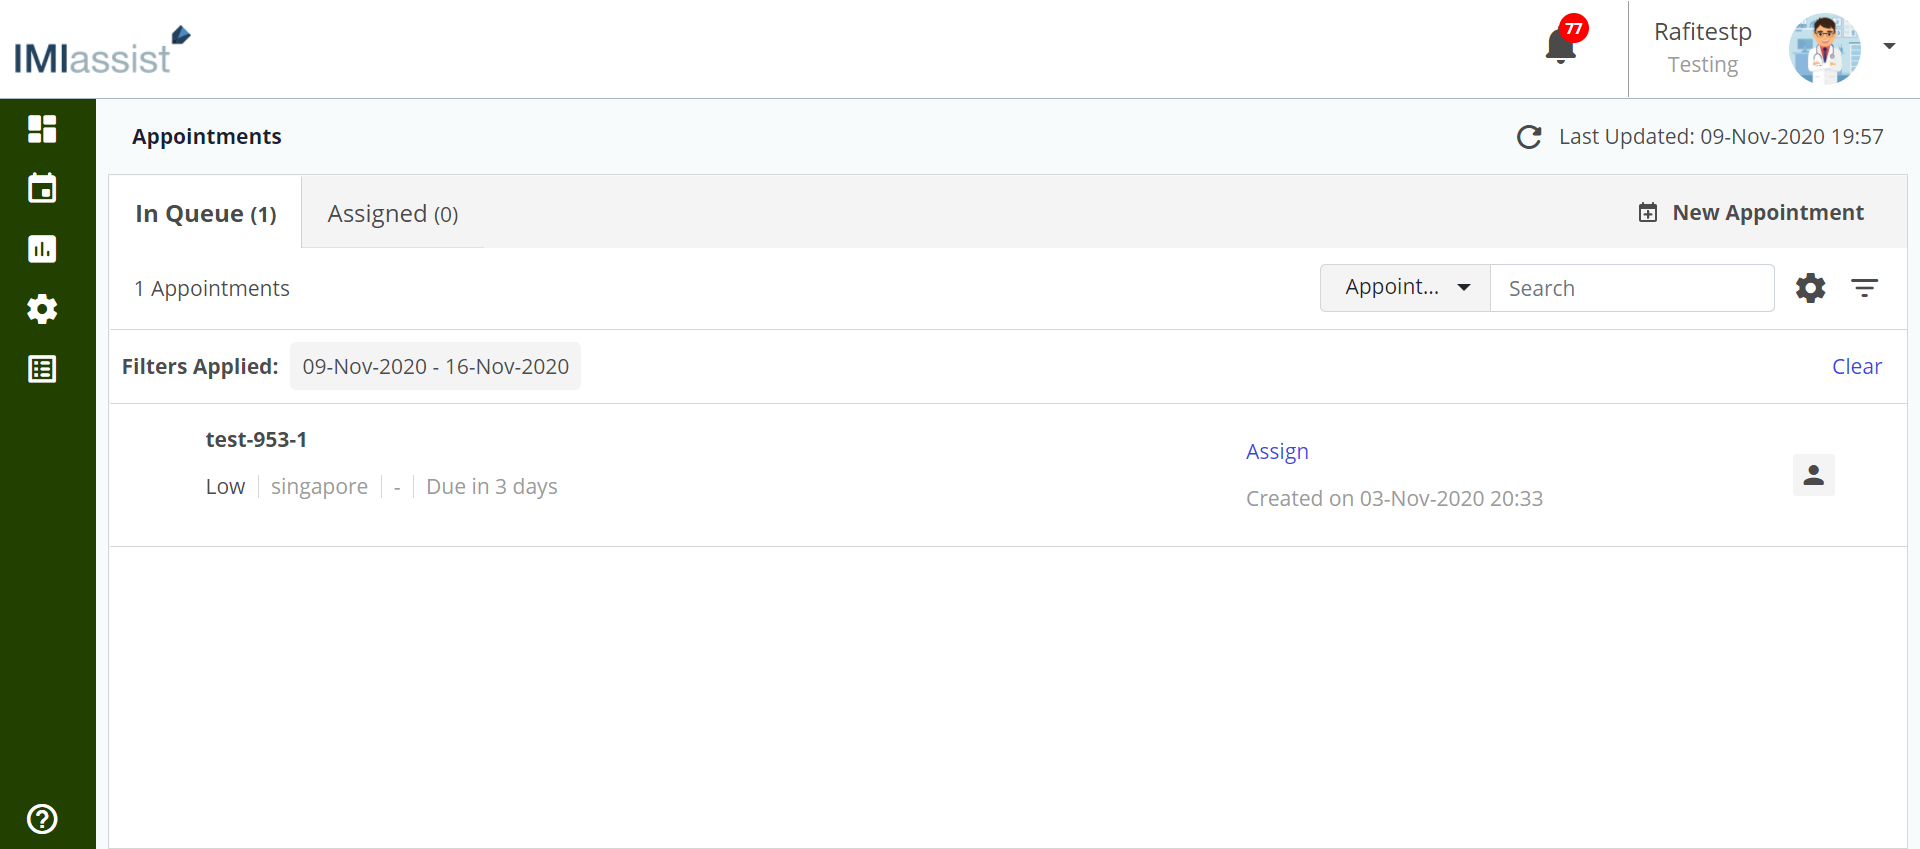 IMIassist
77
Rafitestp
Testing
Appointments
Last Updated: 09-Nov-2020 19:57
In Queue (1)
Assigned (0)
New Appointment
1 Appointments
Appoint...
Search
Filters Applied:
09-Nov-2020 - 16-Nov-2020
Clear
test-953-1
Assign
Low
singapore
-
Due in 3 days
Created on 03-Nov-2020 20:33